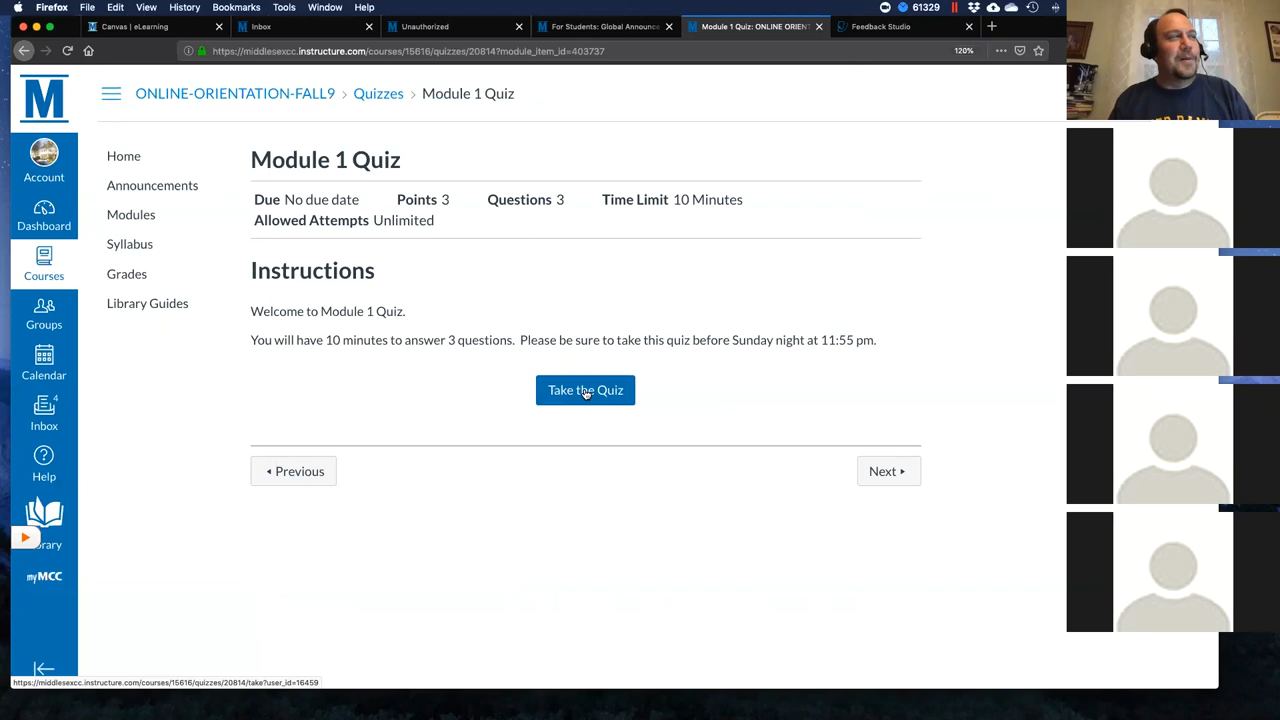 Firefox File Edit View History Bookmarks Tools Window Help 61329
Canvas | eLearning Inbox Unauthorized For Students: Global Announce Module 1 Quiz: ONLINE ORIENT Feedback Studio
https://middlesexcc.instructure.com/courses/15616/quizzes/20814?module_item_id=403737 120%
M
ONLINE-ORIENTATION-FALL9 > Quizzes > Module 1 Quiz
Account
Dashboard
Courses
Groups
Calendar
4
Inbox
Help
brary
myMCC
Home
Announcements
Modules
Syllabus
Grades
Library Guides
Module 1 Quiz
Due No due date Points 3 Questions 3 Time Limit 10 Minutes
Allowed Attempts Unlimited
Instructions
Welcome to Module 1 Quiz.
You will have 10 minutes to answer 3 questions. Please be sure to take this quiz before Sunday night at 11:55 pm.
Take the Quiz
Previous Next
https://middlesexcc.instructure.com/courses/15616/quizzes/20814/take?user_id=16459